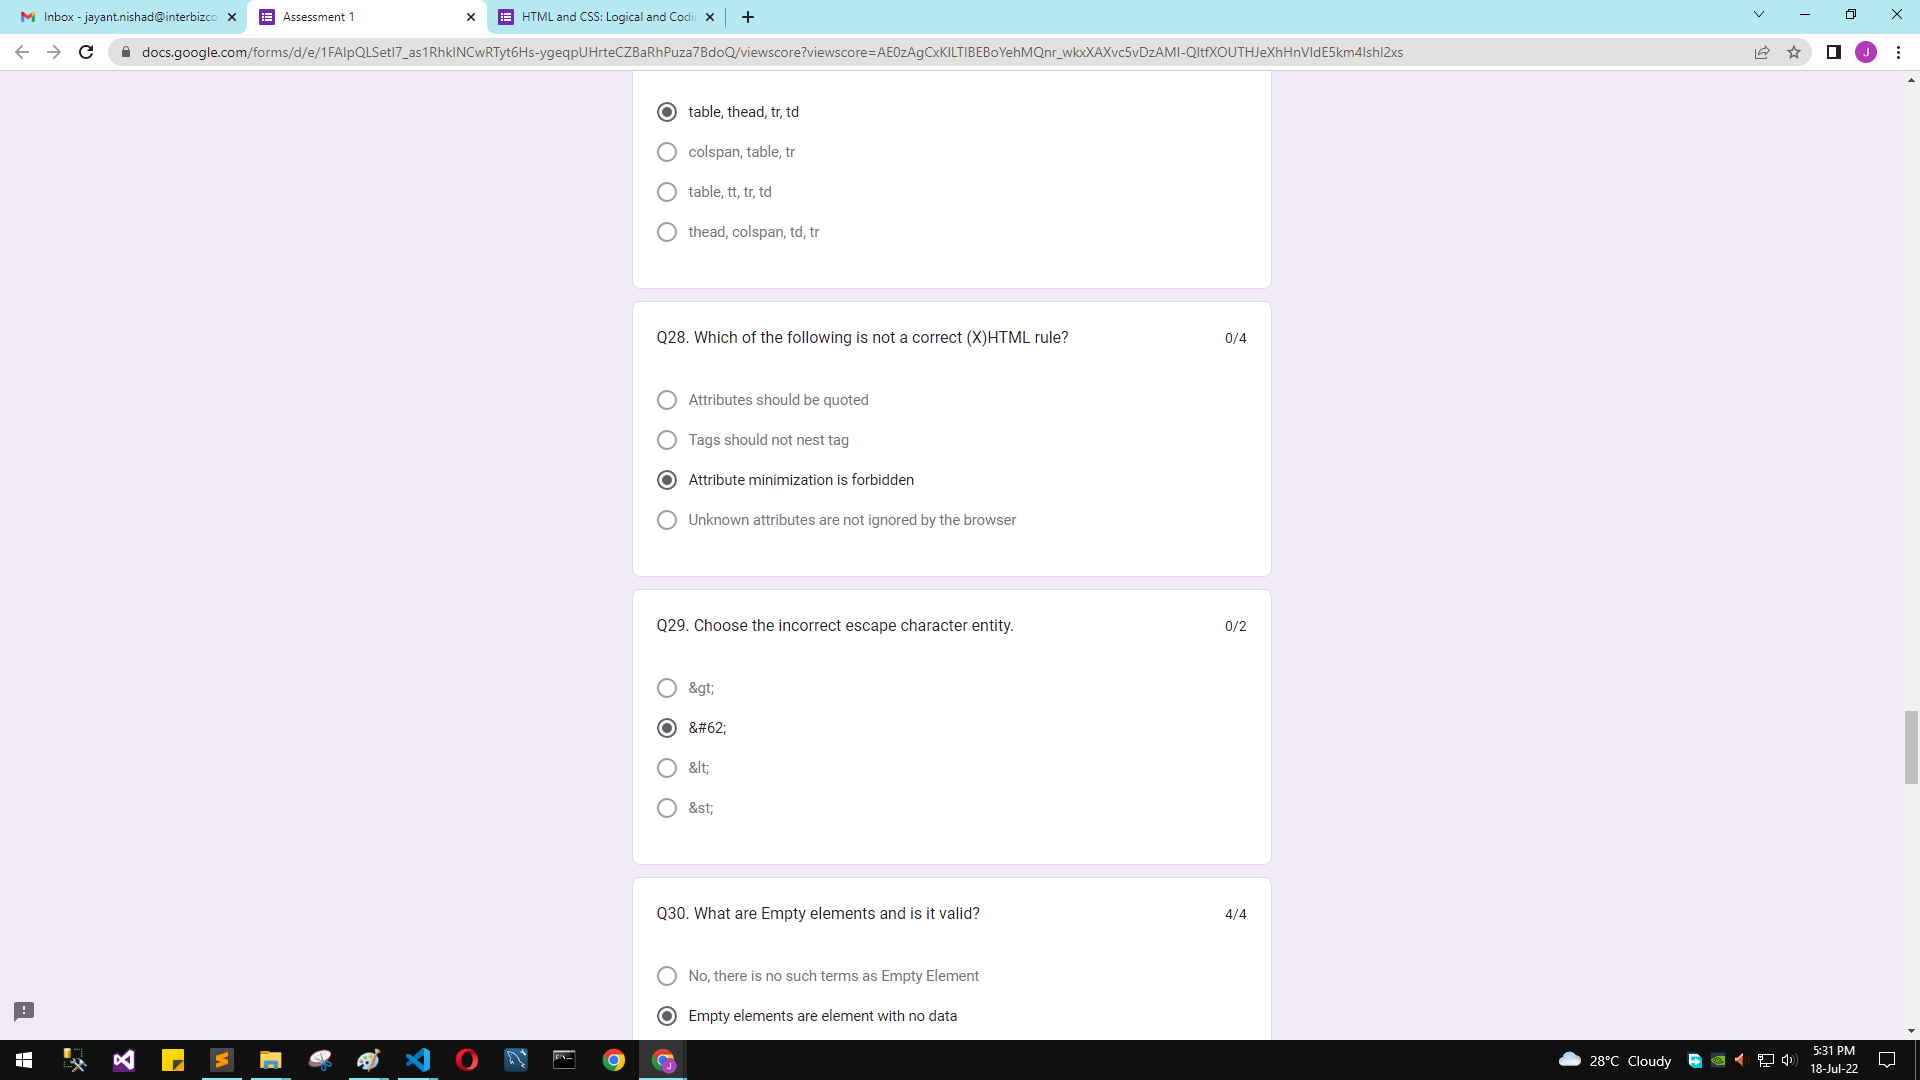 Inbox - jayant.nishad@interbizco
Assessment 1
HTML and CSS: Logical and Codi
docs.google.com/forms/d/e/1FAIpQLSetI7_as1RhkINCwRTyt6Hs-ygeqpUHrteCZBaRhPuza7BdoQ/viewscore?viewscore=AE0zAgCxKILTIBEBoYehMQnr_wkxXAXvc5vDzAMI-QltfXOUTHJeXhHnVIdE5km4IshI2xs
J
table, thead, tr, td
colspan, table, tr
table, tt, tr, td
thead, colspan, td, tr
Q28. Which of the following is not a correct (X)HTML rule?
0/4
Attributes should be quoted
Tags should not nest tag
Attribute minimization is forbidden
Unknown attributes are not ignored by the browser
Q29. Choose the incorrect escape character entity.
0/2
&gt;
&#62;
&lt;
&st;
Q30. What are Empty elements and is it valid?
4/4
No, there is no such terms as Empty Element
Empty elements are element with no data
28°C Cloudy
5:31 PM
18-Jul-22